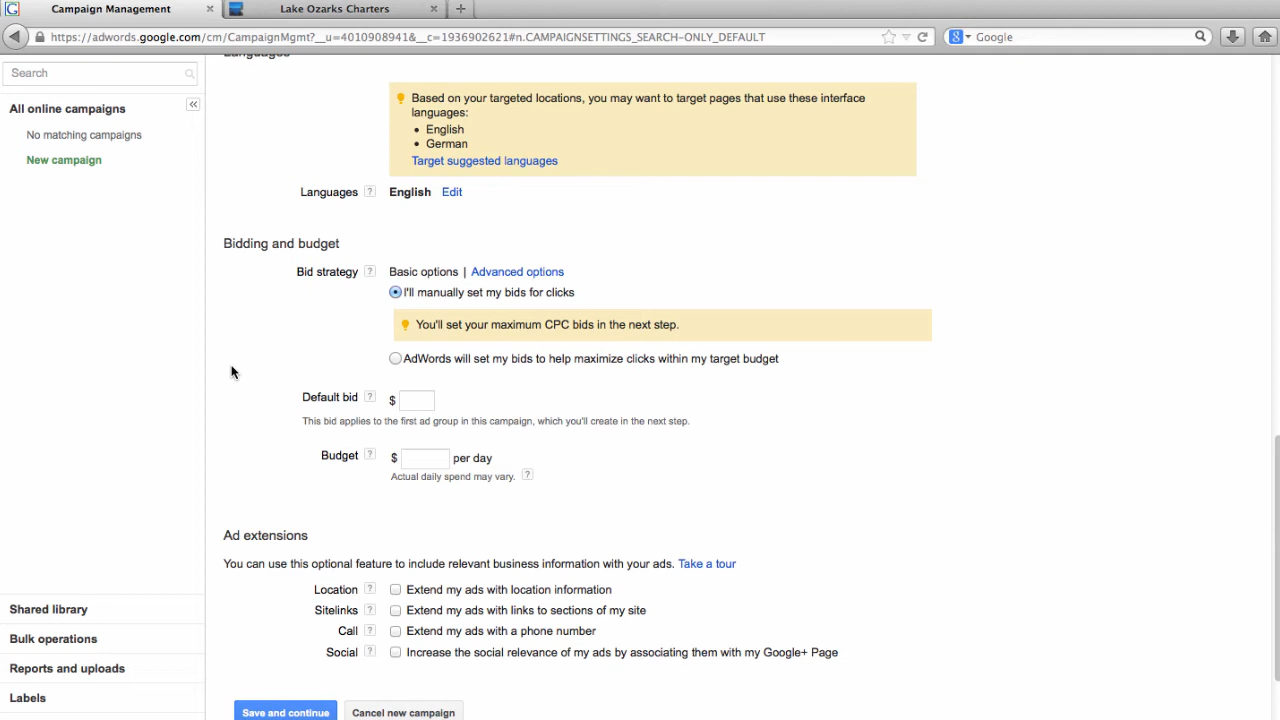 Campaign Management
Lake Ozarks Charters
https://adwords.google.com/cm/CampaignMgmt?__u=4010908941&__c=1936902621#n.CAMPAIGNSETTINGS_SEARCH-ONLY_DEFAULT
Google
Search
All online campaigns
No matching campaigns
New campaign
Shared library
Bulk operations
Reports and uploads
Labels
Languages
Based on your targeted locations, you may want to target pages that use these interface
languages:
• English
• German
Target suggested languages
Languages ? English Edit
Bidding and budget
Bid strategy ? Basic options | Advanced options
I'll manually set my bids for clicks
You'll set your maximum CPC bids in the next step.
AdWords will set my bids to help maximize clicks within my target budget
Default bid ? $
This bid applies to the first ad group in this campaign, which you'll create in the next step.
Budget ? $ per day
Actual daily spend may vary. ?
Ad extensions
You can use this optional feature to include relevant business information with your ads. Take a tour
Location ? Extend my ads with location information
Sitelinks ? Extend my ads with links to sections of my site
Call ? Extend my ads with a phone number
Social ? Increase the social relevance of my ads by associating them with my Google+ Page
Save and continue
Cancel new campaign